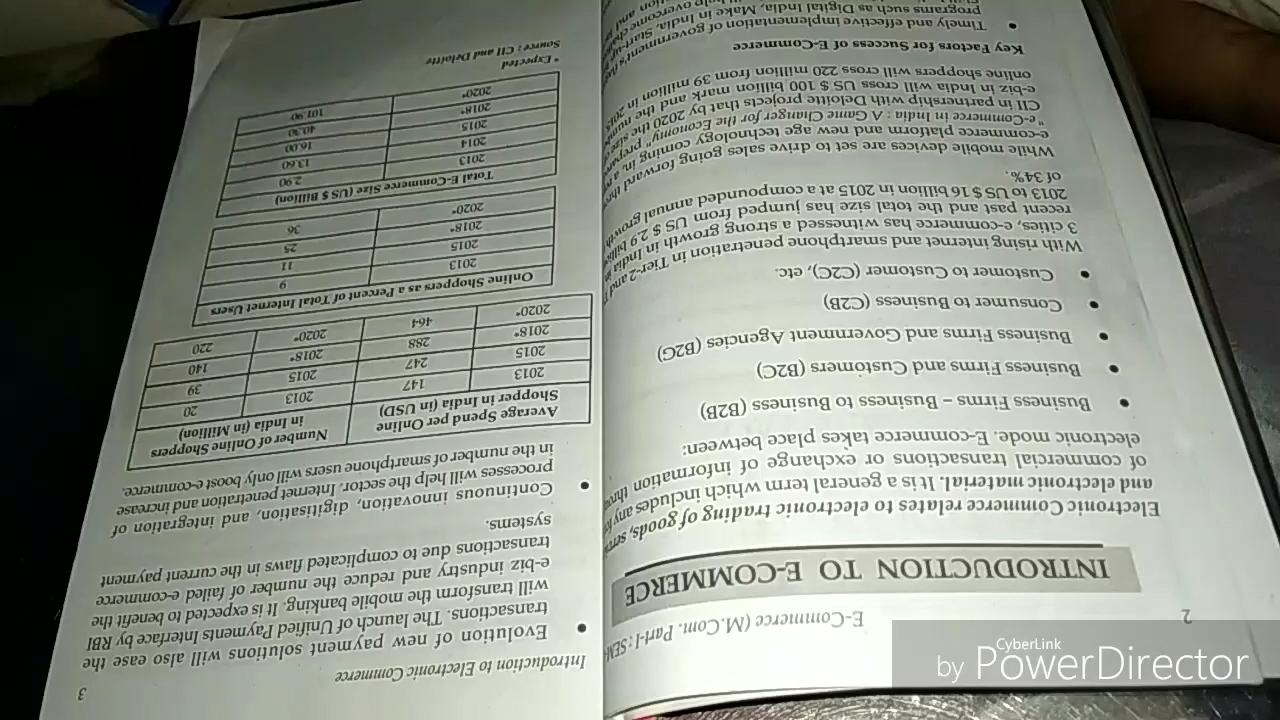 2
E-Commerce (M.Com. Part-I : SEM-
INTRODUCTION TO E-COMMERCE
Electronic Commerce relates to electronic trading of goods,
and electronic material. It is a general term which includes any
of commercial transactions or exchange of information
electronic mode. E-commerce takes place between:
• Business Firms – Business to Business (B2B)
• Business Firms and Customers (B2C)
• Business Firms and Government Agencies (B2G)
• Consumer to Business (C2B)
• Customer to Customer (C2C), etc.
With rising internet and smartphone penetration in Tier-2 and
3 cities, e-commerce has witnessed a strong growth in India in
recent past and the total size has jumped from US $ 2.9
2013 to US $ 16 billion in 2015 at a compounded annual
of 34%.
While mobile devices are set to drive sales going forward
e-commerce platform and new age technology coming in, a
"e-Commerce in India : A Game Changer for the Economy",
CII in partnership with Deloitte projects that by 2020 the
e-biz in India will cross US $ 100 billion mark and the
online shoppers will cross 220 million from 39 million in
Key Factors for Success of E-Commerce
• Timely and effective implementation of government's
programs such as Digital India, Make in India,
Introduction to Electronic Commerce
3
• Evolution of new payment solutions will also ease the
transactions. The launch of Unified Payments Interface by RBI
will transform the mobile banking. It is expected to benefit the
e-biz industry and reduce the number of failed e-commerce
transactions due to complicated flaws in the current payment
systems.
• Continuous innovation, digitisation, and integration of
processes will help the sector. Internet penetration and increase
in the number of smartphone users will only boost e-commerce.
Average Spend per Online Number of Online Shoppers
Shopper in India (in USD) in India (in Million)
2013 147 2013 20
2015 247 2015 39
2018* 288 2018* 140
2020* 464 2020* 220
Online Shoppers as a Percent of Total Internet Users
2013 9
2015 11
2018* 25
2020* 36
Total E-Commerce Size (US $ Billion)
2013 2.90
2014 13.60
2015 16.00
2018* 40.30
2020* 101.90
* Expected
Source : CII and Deloitte
by CyberLink PowerDirector